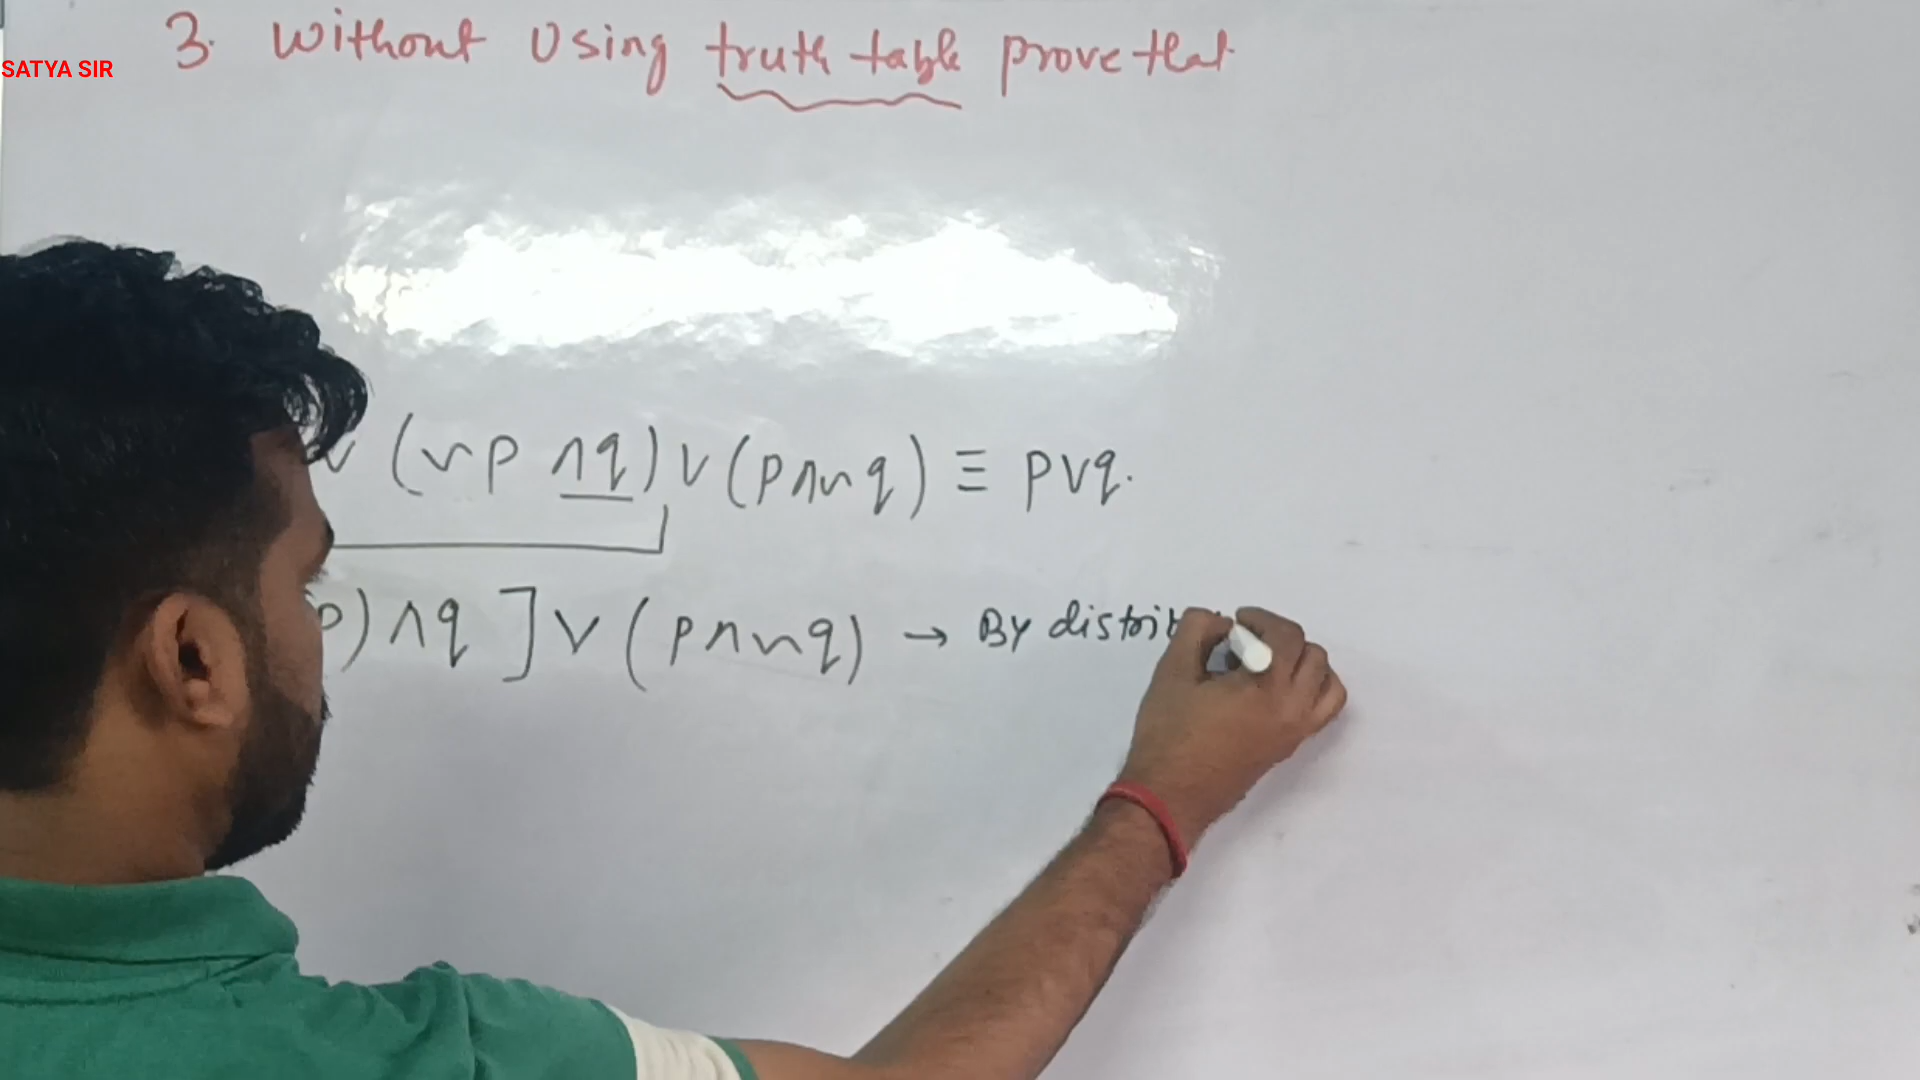 3. Without Using truth table prove that
SATYA SIR
∨ (∼p ∧q) ∨ (p∧∼q) ≡ p∨q.
p) ∧q ] ∨ (p∧∼q) → By distrib